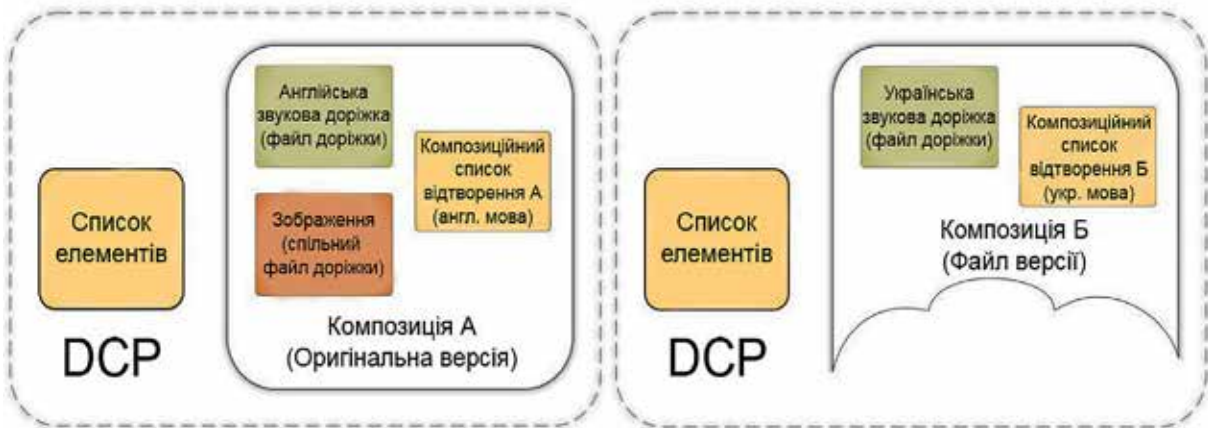 Список
елементів
DCP
Англійська
звукова доріжка
(файл доріжки)
Зображення
(спільний
файл доріжки)
Композиційний
список
відтворення А
(англ. мова)
Композиція А
(Оригінальна версія)
Список
елементів
DCP
Українська
звукова доріжка
(файл доріжки)
Композиційний
список
відтворення Б
(укр. мова)
Композиція Б
(Файл версії)